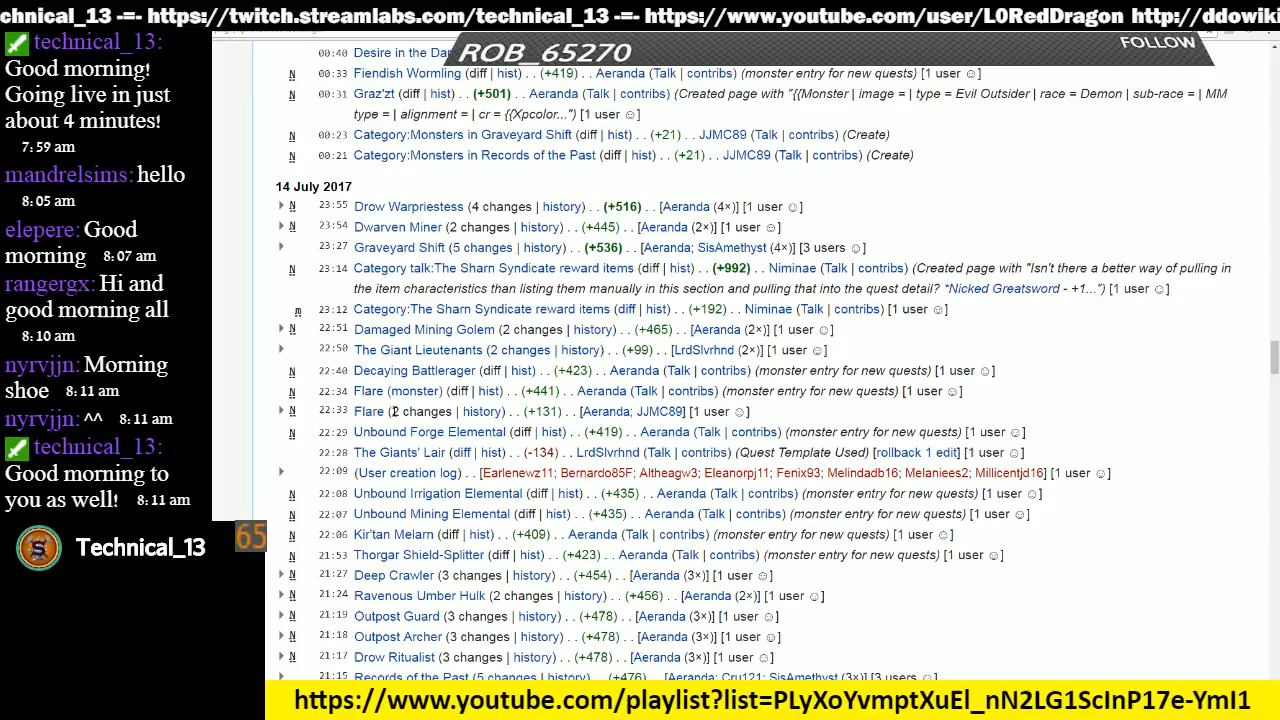 chnical_13 -=- https://twitch.streamlabs.com/technical_13 -=- https://www.youtube.com/user/L0RedDragon http://ddowiki
technical_13:
Good morning!
Going live in just
about 4 minutes!
7:59 am
mandrelsims: hello
8:05 am
elepere: Good
morning 8:07 am
rangergx: Hi and
good morning all
8:10 am
nyrvjjn: Morning
shoe 8:11 am
nyrvjjn: ^^ 8:11 am
technical_13:
Good morning to
you as well! 8:11 am
Technical_13
65
ROB_65270
FOLLOW
00:40 Desire in the Dar
N 00:33 Fiendish Wormling (diff | hist) . . (+419) . . Aeranda (Talk | contribs) (monster entry for new quests) [1 user ☺]
N 00:31 Graz'zt (diff | hist) . . (+501) . . Aeranda (Talk | contribs) (Created page with "{{Monster | image = | type = Evil Outsider | race = Demon | sub-race = | MM
type = | alignment = | cr = {{Xpcolor...") [1 user ☺]
N 00:23 Category:Monsters in Graveyard Shift (diff | hist) . . (+21) . . JJMC89 (Talk | contribs) (Create)
N 00:21 Category:Monsters in Records of the Past (diff | hist) . . (+21) . . JJMC89 (Talk | contribs) (Create)
14 July 2017
N 23:55 Drow Warpriestess (4 changes | history) . . (+516) . . [Aeranda (4×)] [1 user ☺]
N 23:54 Dwarven Miner (2 changes | history) . . (+445) . . [Aeranda (2×)] [1 user ☺]
23:27 Graveyard Shift (5 changes | history) . . (+536) . . [Aeranda; SisAmethyst (4×)] [3 users ☺]
N 23:14 Category talk:The Sharn Syndicate reward items (diff | hist) . . (+992) . . Niminae (Talk | contribs) (Created page with "Isn't there a better way of pulling in
the item characteristics than listing them manually in this section and pulling that into the quest detail? *Nicked Greatsword - +1...") [1 user ☺]
m 23:12 Category:The Sharn Syndicate reward items (diff | hist) . . (+192) . . Niminae (Talk | contribs) [1 user ☺]
N 22:51 Damaged Mining Golem (2 changes | history) . . (+465) . . [Aeranda (2×)] [1 user ☺]
22:50 The Giant Lieutenants (2 changes | history) . . (+99) . . [LrdSlvrhnd (2×)] [1 user ☺]
N 22:40 Decaying Battlerager (diff | hist) . . (+423) . . Aeranda (Talk | contribs) (monster entry for new quests) [1 user ☺]
N 22:34 Flare (monster) (diff | hist) . . (+441) . . Aeranda (Talk | contribs) (monster entry for new quests) [1 user ☺]
N 22:33 Flare (2 changes | history) . . (+131) . . [Aeranda; JJMC89] [1 user ☺]
N 22:29 Unbound Forge Elemental (diff | hist) . . (+419) . . Aeranda (Talk | contribs) (monster entry for new quests) [1 user ☺]
22:28 The Giants' Lair (diff | hist) . . (-134) . . LrdSlvrhnd (Talk | contribs) (Quest Template Used) [rollback 1 edit] [1 user ☺]
22:09 (User creation log) . . [Earlenewz11; Bernardo85F; Altheagw3; Eleanorpj11; Fenix93; Melindadb16; Melaniees2; Millicentjd16] [1 user ☺]
N 22:08 Unbound Irrigation Elemental (diff | hist) . . (+435) . . Aeranda (Talk | contribs) (monster entry for new quests) [1 user ☺]
N 22:07 Unbound Mining Elemental (diff | hist) . . (+435) . . Aeranda (Talk | contribs) (monster entry for new quests) [1 user ☺]
N 22:06 Kir'tan Melarn (diff | hist) . . (+409) . . Aeranda (Talk | contribs) (monster entry for new quests) [1 user ☺]
N 21:53 Thorgar Shield-Splitter (diff | hist) . . (+423) . . Aeranda (Talk | contribs) (monster entry for new quests) [1 user ☺]
N 21:27 Deep Crawler (3 changes | history) . . (+454) . . [Aeranda (3×)] [1 user ☺]
N 21:24 Ravenous Umber Hulk (2 changes | history) . . (+456) . . [Aeranda (2×)] [1 user ☺]
N 21:19 Outpost Guard (3 changes | history) . . (+478) . . [Aeranda (3×)] [1 user ☺]
N 21:18 Outpost Archer (3 changes | history) . . (+478) . . [Aeranda (3×)] [1 user ☺]
N 21:17 Drow Ritualist (3 changes | history) . . (+478) . . [Aeranda (3×)] [1 user ☺]
21:15 Records of the Past (5 changes | history) . . (+476) . . [Aeranda; Cru121; SisAmethyst (3×)] [3 users ☺]
https://www.youtube.com/playlist?list=PLyXoYvmptXuEl_nN2LG1ScInP17e-YmI1